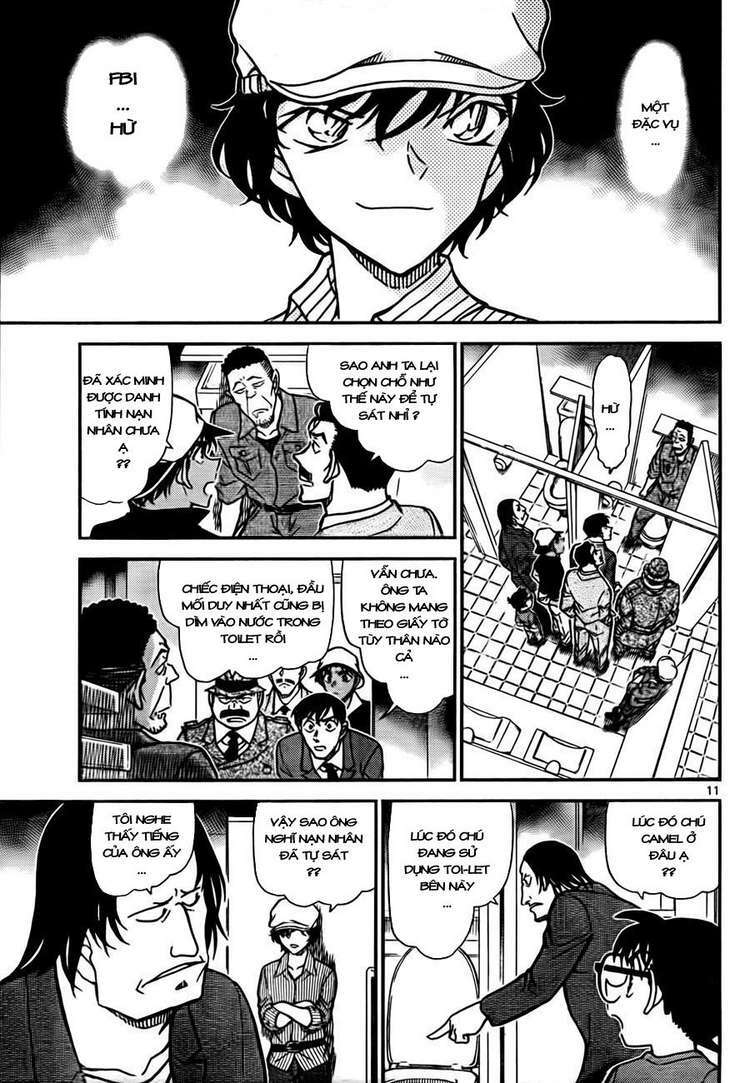 MỘT
ĐẶC VỤ
...
FBI
...
HỪ
HỪ
...
SAO ANH TA LẠI
CHỌN CHỖ NHƯ
THẾ NÀY ĐỂ TỰ
SÁT NHỈ ?
ĐÃ XÁC MINH
ĐƯỢC DANH
TÍNH NẠN
NHÂN CHƯA
Ạ
??
VẪN CHƯA.
ÔNG TA
KHÔNG MANG
THEO GIẤY TỜ
TÙY THÂN NÀO
CẢ ...
CHIẾC ĐIỆN THOẠI, ĐẦU
MỐI DUY NHẤT CŨNG BỊ
DÌM VÀO NƯỚC TRONG
TOILET RỒI
...
11
LÚC ĐÓ CHÚ
CAMEL Ở
ĐÂU Ạ
??
LÚC ĐÓ CHÚ
ĐANG SỬ
DỤNG TOI-LET
BÊN NÀY
...
VẬY SAO ÔNG
NGHĨ NẠN NHÂN
ĐÃ TỰ SÁT
??
TÔI NGHE
THẤY TIẾNG
CỦA ÔNG ẤY
...